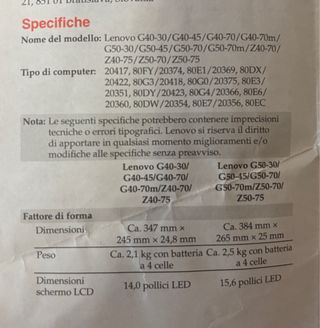 21, 851 01 Bratislava, Slovakia
Specifiche
Nome del modello: Lenovo G40-30/G40-45/G40-70/G40-70m/
G50-30/G50-45/G50-70/G50-70m/Z40-70/
Z40-75/Z50-70/Z50-75
Tipo di computer: 20417, 80FY/20374, 80E1/20369, 80DX/
20422, 80G3/20418, 80G0/20375, 80E3/
20351, 80DY/20423, 80G4/20366, 80E6/
20360, 80DW/20354, 80E7/20356, 80EC
Nota: Le seguenti specifiche potrebbero contenere imprecisioni
tecniche o errori tipografici. Lenovo si riserva il diritto
di apportare in qualsiasi momento miglioramenti e/o
modifiche alle specifiche senza preavviso.
Lenovo G40-30/ Lenovo G50-30/
G40-45/G40-70/ G50-45/G50-70/
G40-70m/Z40-70/ G50-70m/Z50-70/
Z40-75 Z50-75
Fattore di forma
Dimensioni Ca. 347 mm × Ca. 384 mm ×
245 mm × 24,8 mm 265 mm × 25 mm
Peso Ca. 2,1 kg con batteria Ca. 2,5 kg con batteria
a 4 celle a 4 celle
Dimensioni
schermo LCD 14,0 pollici LED 15,6 pollici LED